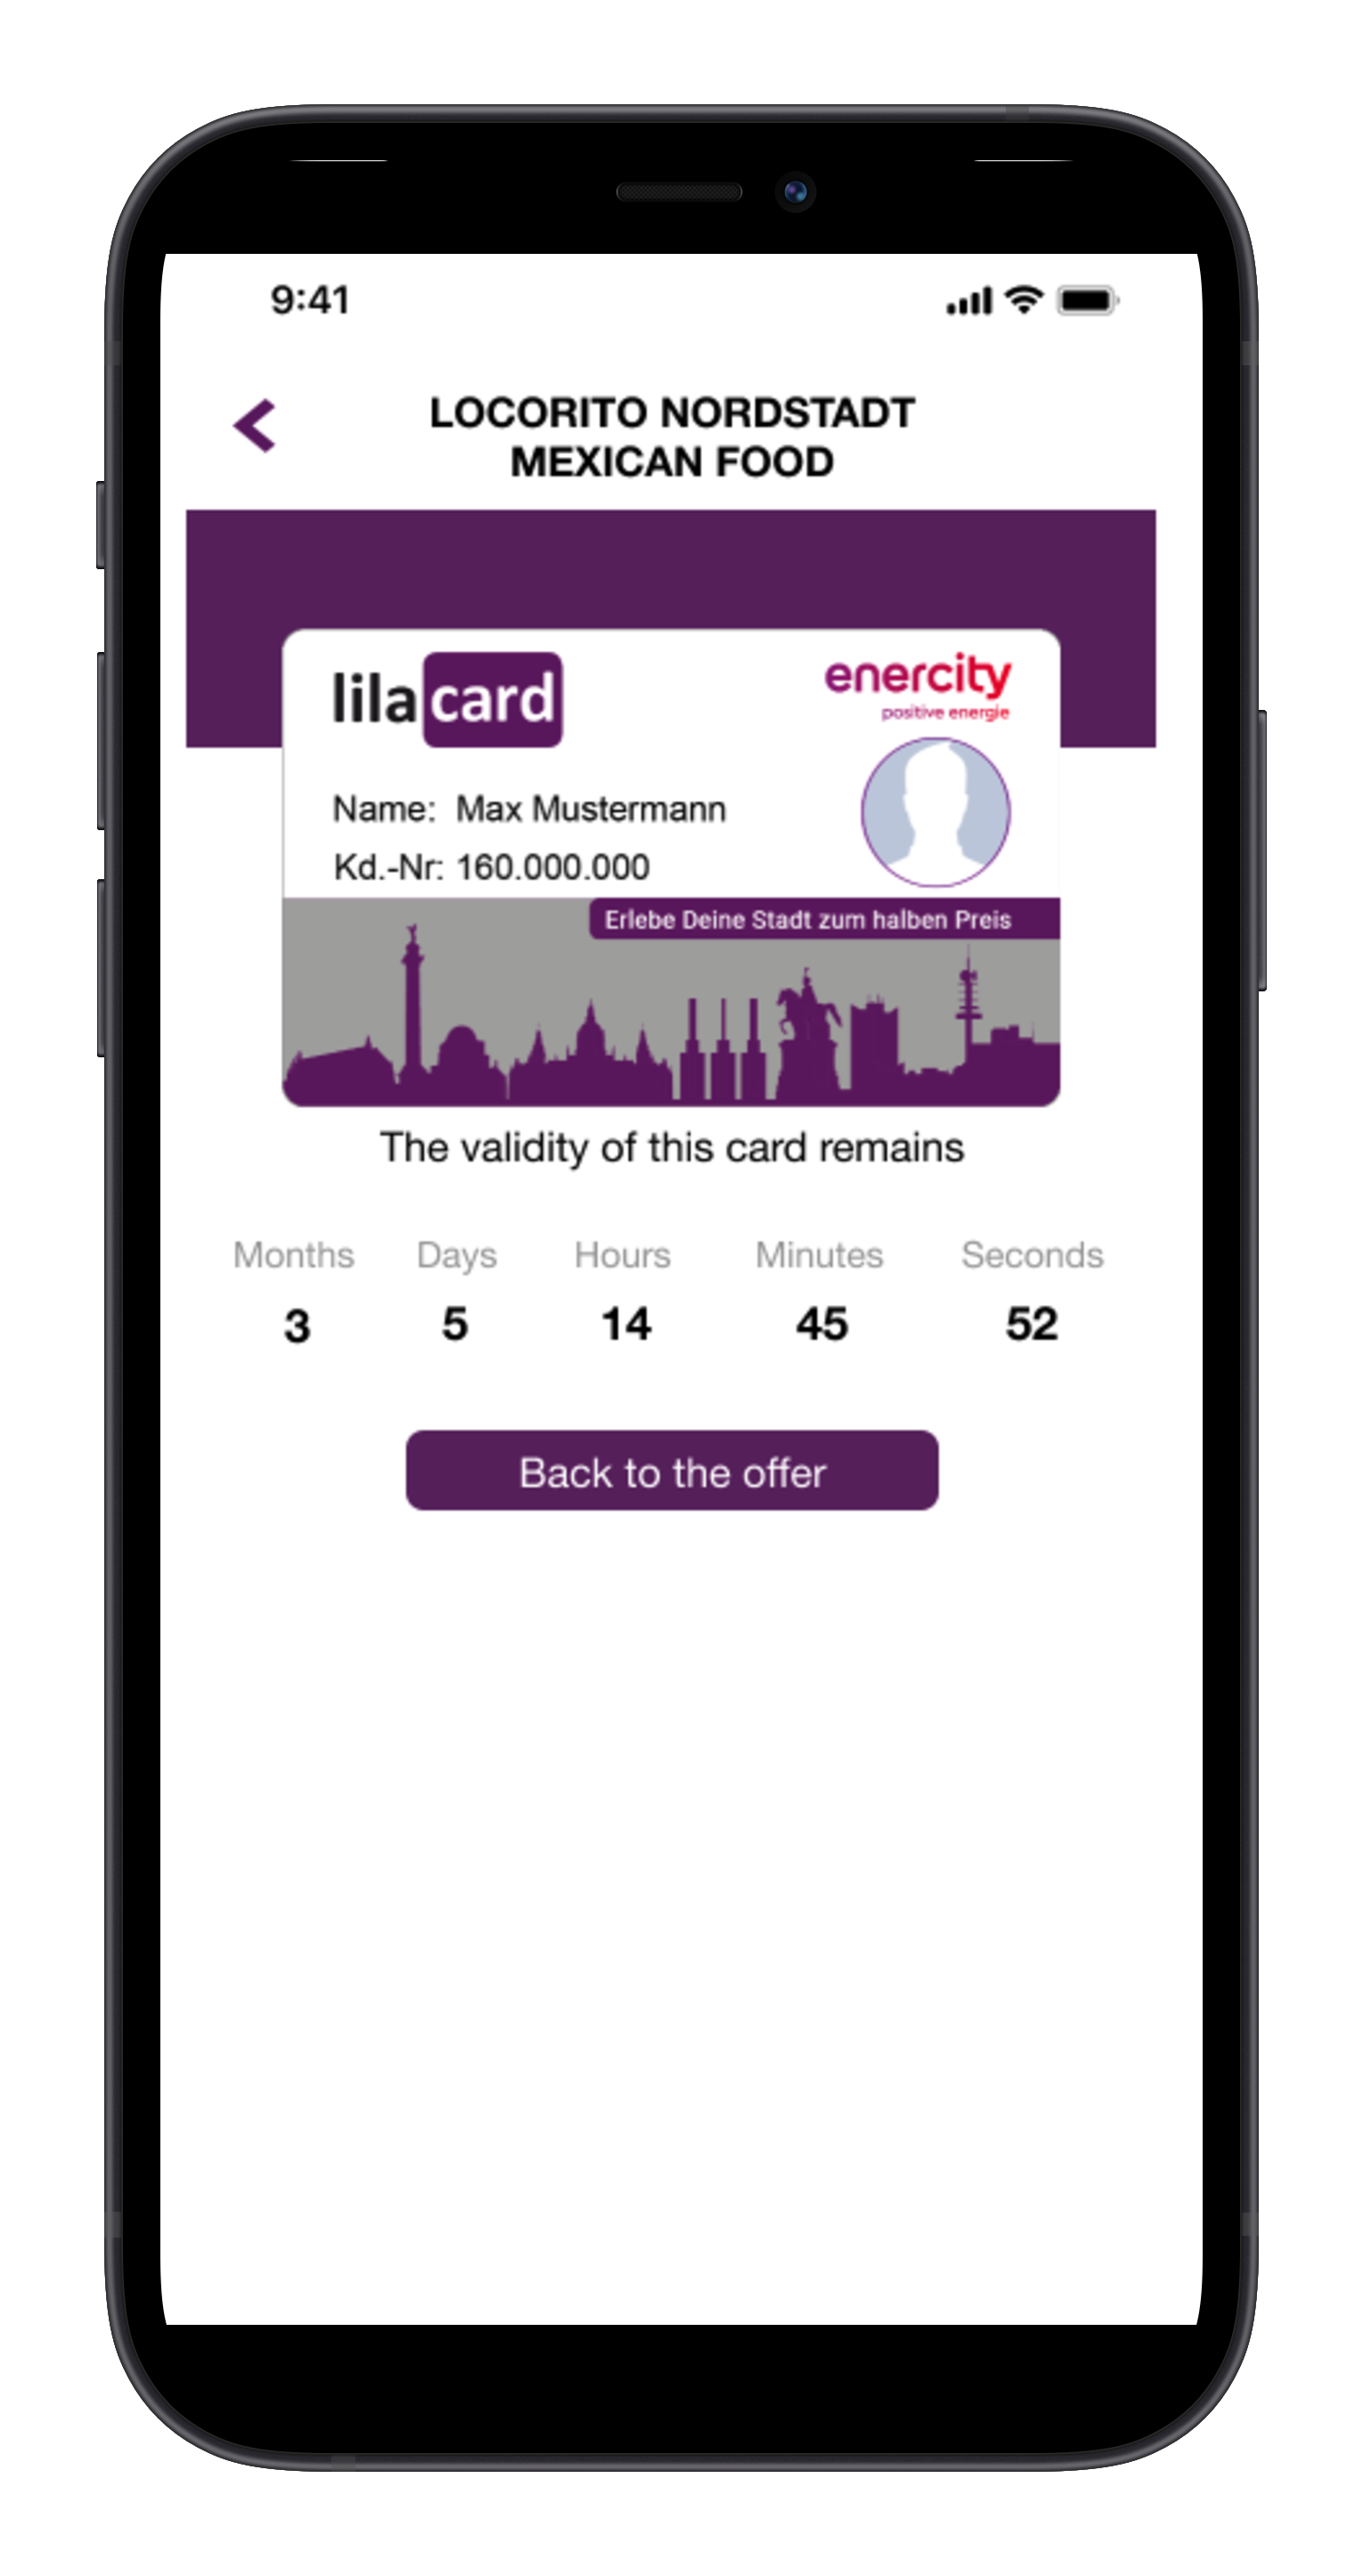 9:41
LOCORITO NORDSTADT
MEXICAN FOOD
lilacard
enercity
positive energie
Name: Max Mustermann
Kd.-Nr: 160.000.000
Erlebe Deine Stadt zum halben Preis
The validity of this card remains
Months Days Hours Minutes Seconds
3 5 14 45 52
Back to the offer